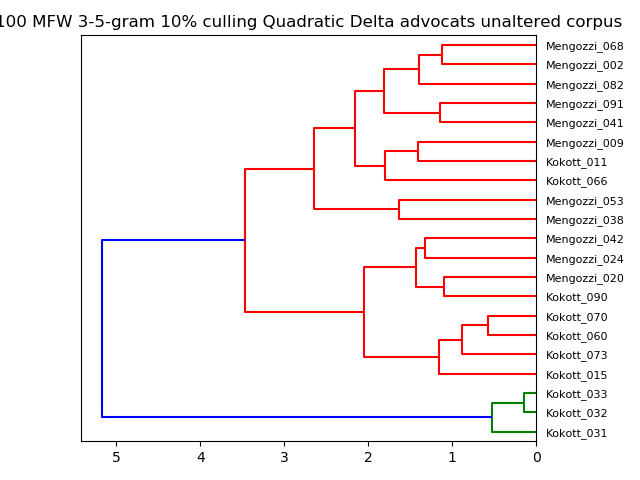 100 MFW 3-5-gram 10% culling Quadratic Delta advocats unaltered corpus
Mengozzi_068
Mengozzi_002
Mengozzi_082
Mengozzi_091
Mengozzi_041
Mengozzi_009
Kokott_011
Kokott_066
Mengozzi_053
Mengozzi_038
Mengozzi_042
Mengozzi_024
Mengozzi_020
Kokott_090
Kokott_070
Kokott_060
Kokott_073
Kokott_015
Kokott_033
Kokott_032
Kokott_031
5 4 3 2 1 0